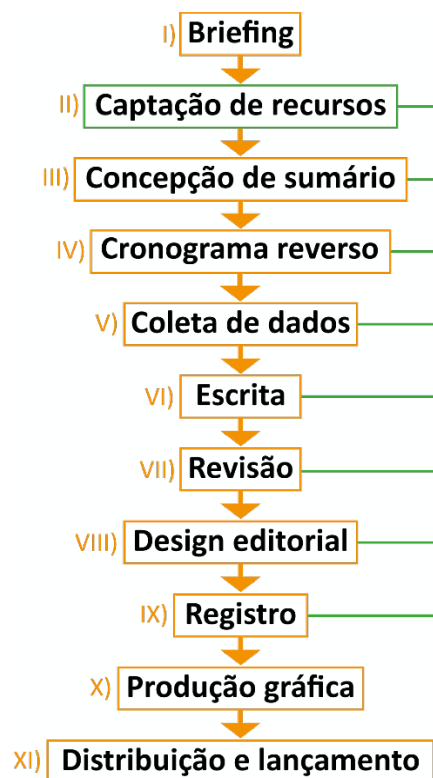 I) Briefing
II) Captação de recursos
III) Concepção de sumário
IV) Cronograma reverso
V) Coleta de dados
VI) Escrita
VII) Revisão
VIII) Design editorial
IX) Registro
X) Produção gráfica
XI) Distribuição e lançamento